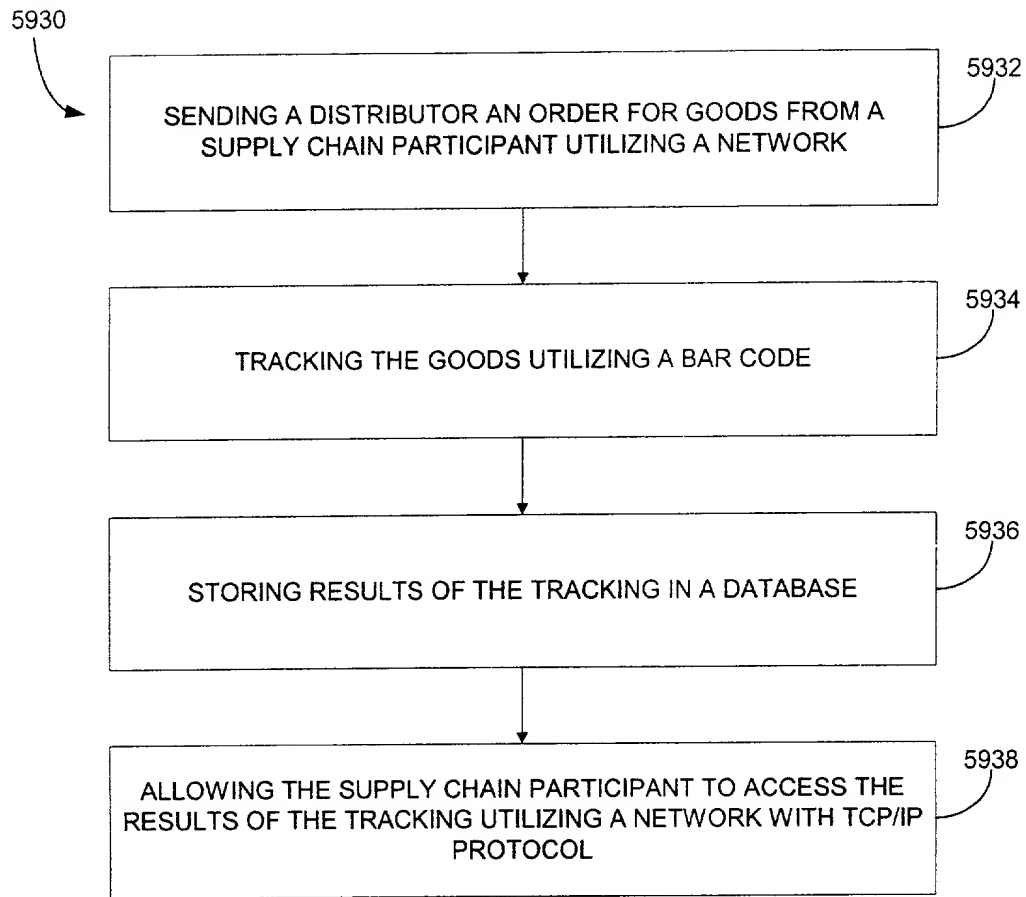 5930
5932
SENDING A DISTRIBUTOR AN ORDER FOR GOODS FROM A
SUPPLY CHAIN PARTICIPANT UTILIZING A NETWORK
5934
TRACKING THE GOODS UTILIZING A BAR CODE
5936
STORING RESULTS OF THE TRACKING IN A DATABASE
5938
ALLOWING THE SUPPLY CHAIN PARTICIPANT TO ACCESS THE
RESULTS OF THE TRACKING UTILIZING A NETWORK WITH TCP/IP
PROTOCOL